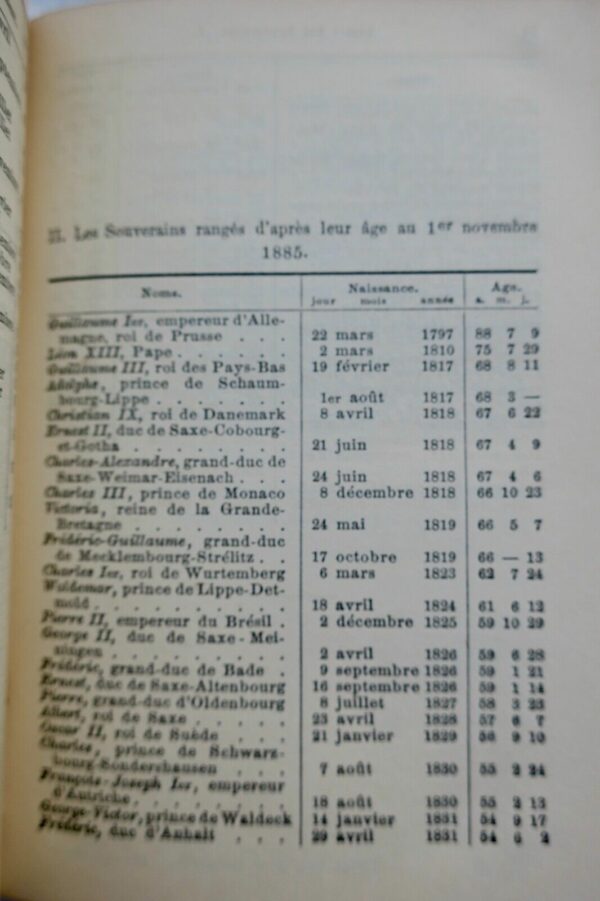 Les Souverains rangés d'après leur âge au 1er novembre
1885.
Noms. Naissance. Age.
jour mois année a. m. j.
Guillaume Ier, empereur d'Alle-
magne, roi de Prusse . . . 22 mars 1797 88 7 9
Léon XIII, Pape . . . . . . 2 mars 1810 75 7 29
Guillaume III, roi des Pays-Bas 19 février 1817 68 8 11
Adolphe, prince de Schaum-
bourg-Lippe . . . . . . . 1er août 1817 68 3 —
Christian IX, roi de Danemark 8 avril 1818 67 6 22
Ernest II, duc de Saxe-Cobourg-
et-Gotha . . . . . . . . 21 juin 1818 67 4 9
Charles-Alexandre, grand-duc de
Saxe-Weimar-Eisenach . . . 24 juin 1818 67 4 6
Charles III, prince de Monaco 8 décembre 1818 66 10 23
Victoria, reine de la Grande-
Bretagne . . . . . . . . 24 mai 1819 66 5 7
Frédéric-Guillaume, grand-duc
de Mecklembourg-Strélitz . . 17 octobre 1819 66 — 13
Charles Ier, roi de Wurtemberg 6 mars 1823 62 7 24
Waldemar, prince de Lippe-Det-
mold . . . . . . . . . . 18 avril 1824 61 6 12
Pierre II, empereur du Brésil . 2 décembre 1825 59 10 29
George II, duc de Saxe-Mei-
ningen . . . . . . . . . 2 avril 1826 59 6 28
Frédéric, grand-duc de Bade . 9 septembre 1826 59 1 21
Ernest, duc de Saxe-Altenbourg 16 septembre 1826 59 1 14
Pierre, grand-duc d'Oldenbourg 8 juillet 1827 58 3 23
Albert, roi de Saxe . . . . . 23 avril 1828 57 6 7
Oscar II, roi de Suède . . . . 21 janvier 1829 56 9 10
Charles, prince de Schwarz-
bourg-Sondershausen . . . 7 août 1830 55 2 24
François-Joseph Ier, empereur
d'Autriche . . . . . . . . 18 août 1830 55 2 13
George-Victor, prince de Waldeck 14 janvier 1831 54 9 17
Frédéric, duc d'Anhalt . . . 29 avril 1831 54 6 2